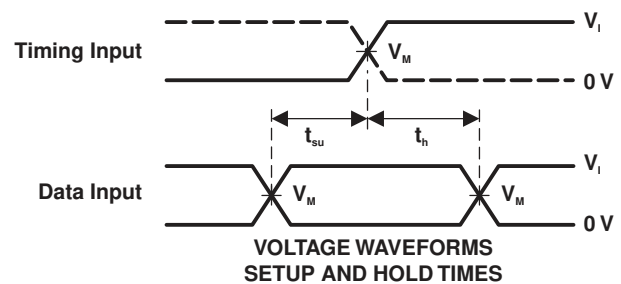 V_I
Timing Input
V_M
0 V
t_su
t_h
V_I
Data Input
V_M
V_M
0 V
VOLTAGE WAVEFORMS
SETUP AND HOLD TIMES